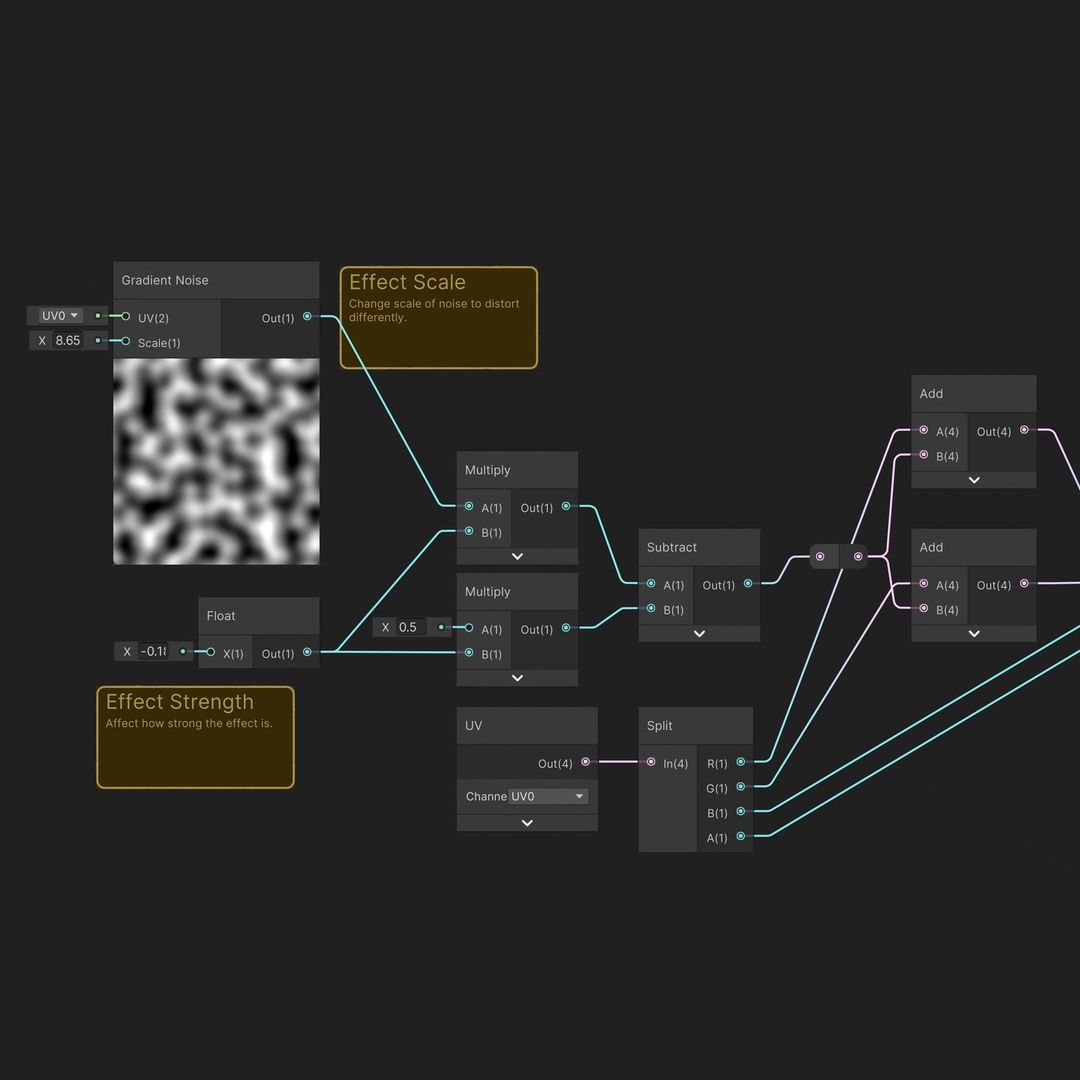 Gradient Noise
UV0
UV(2)
Out(1)
X 8.65
Scale(1)
Effect Scale
Change scale of noise to distort
differently.
Float
X -0.18
X(1)
Out(1)
Effect Strength
Affect how strong the effect is.
Multiply
A(1)
Out(1)
B(1)
Multiply
X 0.5
A(1)
Out(1)
B(1)
UV
Out(4)
Channe UV0
Subtract
A(1)
Out(1)
B(1)
Split
In(4)
R(1)
G(1)
B(1)
A(1)
Add
A(4)
Out(4)
B(4)
Add
A(4)
Out(4)
B(4)